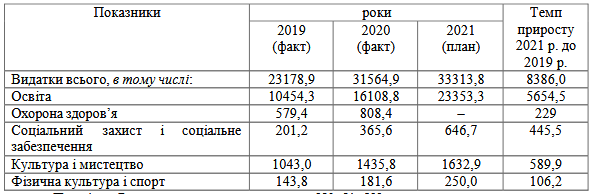 Показники роки Темп приросту 2021 р. до 2019 р.
2019 (факт) 2020 (факт) 2021 (план)
Видатки всього, в тому числі: 23178,9 31564,9 33313,8 8386,0
Освіта 10454,3 16108,8 23353,3 5654,5
Охорона здоров’я 579,4 808,4 – 229
Соціальний захист і соціальне забезпечення 201,2 365,6 646,7 445,5
Культура і мистецтво 1043,0 1435,8 1632,9 589,9
Фізична культура і спорт 143,8 181,6 250,0 106,2